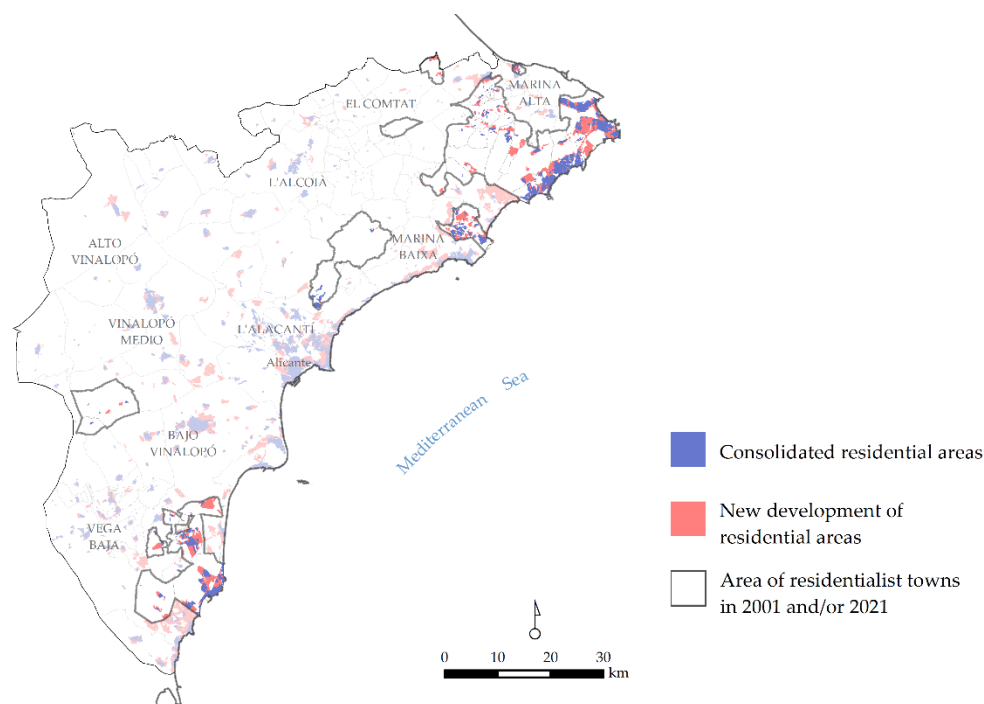 MARINA
ALTA
EL COMTAT
L'ALCOIÀ
ALTO
VINALOPÓ
MARINA
BAIXA
VINALOPO
MEDIO
L'ALACANTÍ
Alicante
BAJO
VINALOPÓ
VEGA
BAJA
Mediterranean Sea
Consolidated residential areas
New development of
residential areas
Area of residentialist towns
in 2001 and/or 2021
0 10 20 30
km